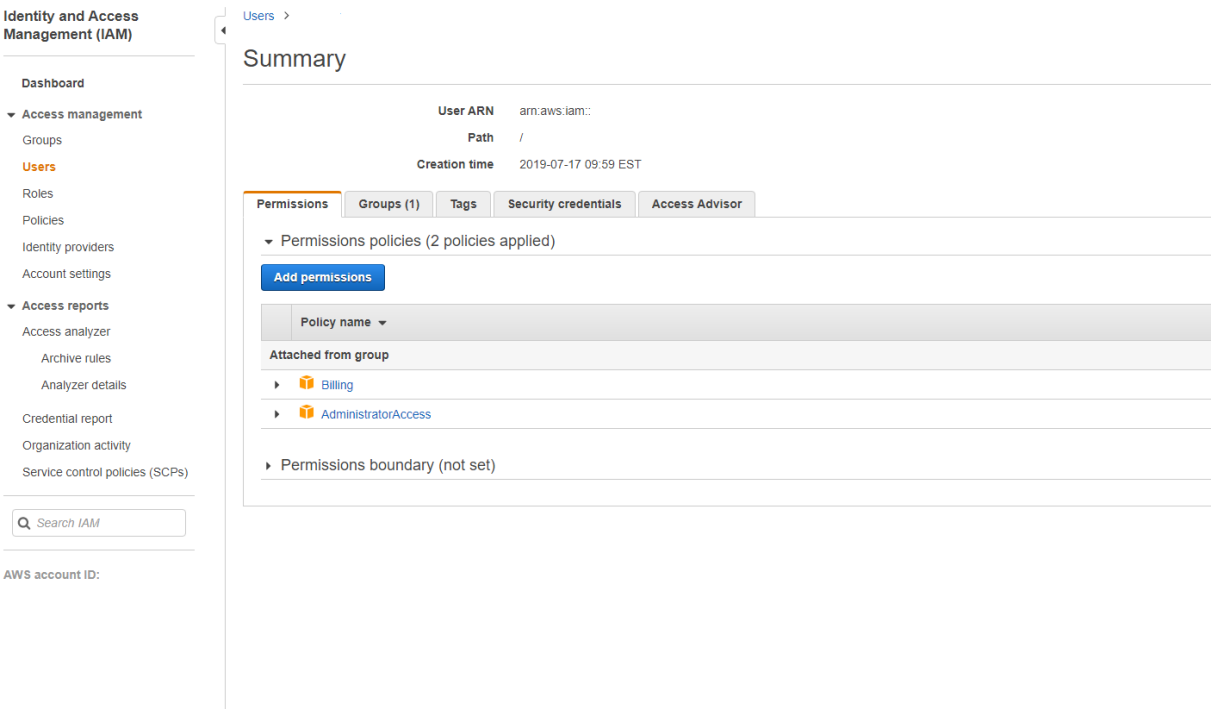 Identity and Access
Management (IAM)
Dashboard
Access management
Groups
Users
Roles
Policies
Identity providers
Account settings
Access reports
Access analyzer
Archive rules
Analyzer details
Credential report
Organization activity
Service control policies (SCPs)
Search IAM
AWS account ID:
Users >
Summary
User ARN arn:aws:iam::
Path /
Creation time 2019-07-17 09:59 EST
Permissions Groups (1) Tags Security credentials Access Advisor
Permissions policies (2 policies applied)
Add permissions
Policy name
Attached from group
Billing
AdministratorAccess
Permissions boundary (not set)